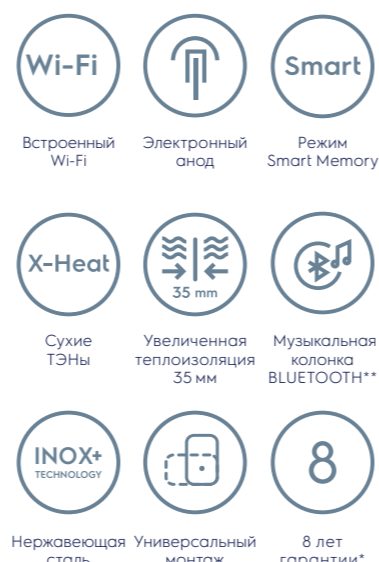 Wi-Fi
Smart
Встроенный
Wi-Fi
Электронный
анод
Режим
Smart Memory
X-Heat
35 mm
Сухие
ТЭНы
Увеличенная
теплоизоляция
35 мм
Музыкальная
колонка
BLUETOOTH**
INOX+
TECHNOLOGY
8
Нержавеющая
сталь
Универсальный
монтаж
8 лет
гарантии*